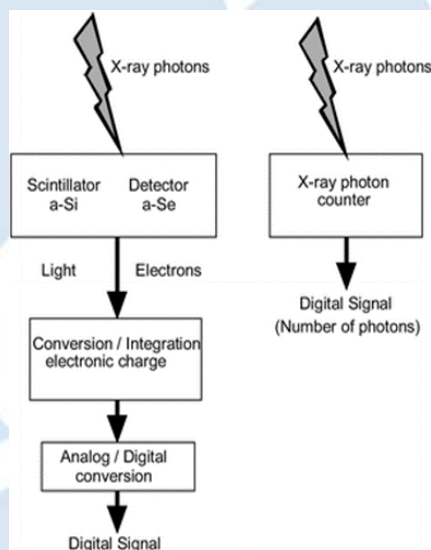 X-ray photons
Scintillator Detector
a-Si a-Se
Light Electrons
Conversion / Integration
electronic charge
Analog / Digital
conversion
Digital Signal
X-ray photons
X-ray photon
counter
Digital Signal
(Number of photons)